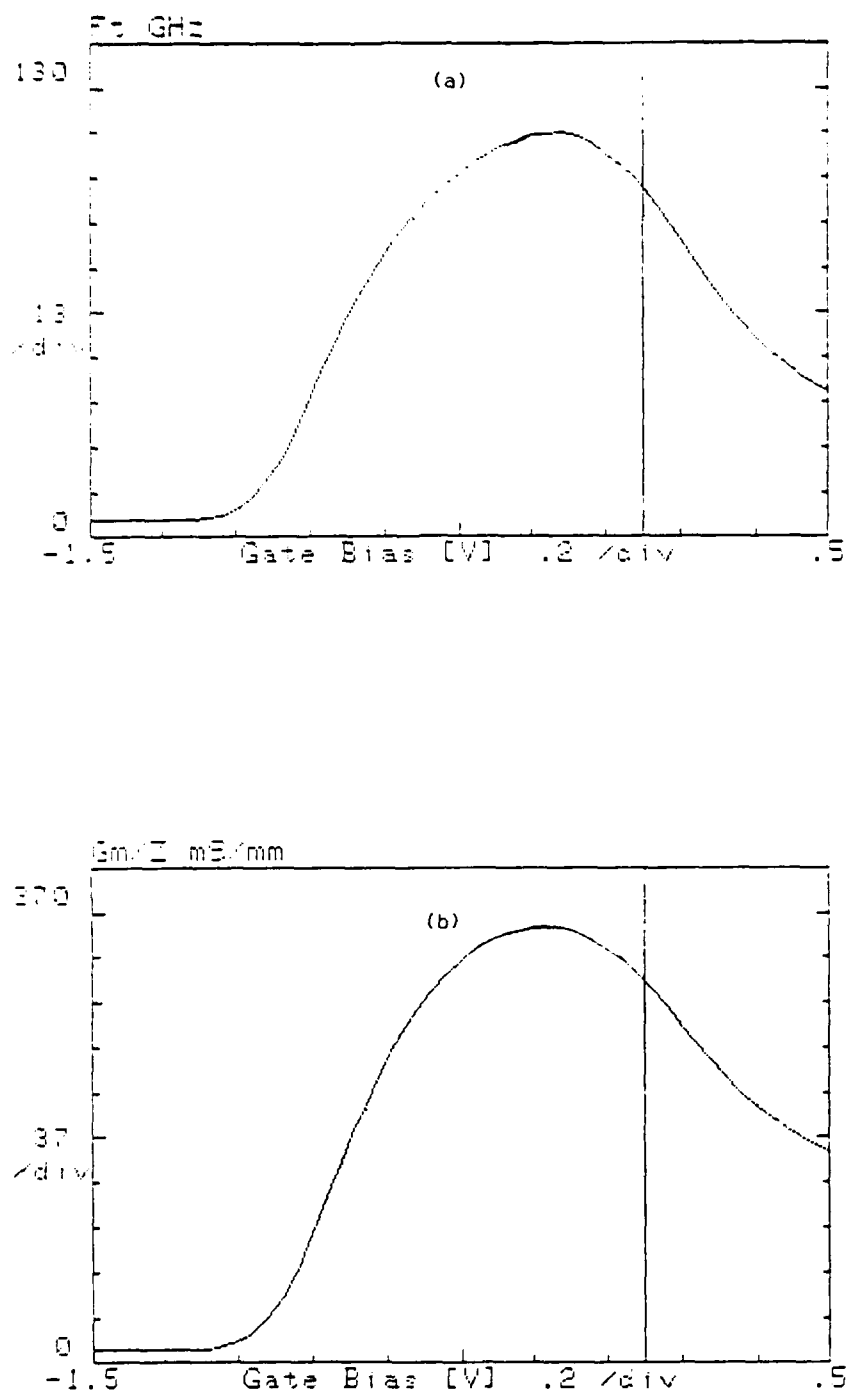 Ft GHz
130
(a)
13
/div
0
-1.5 Gate Bias [V] .2 /div .5
Gm/Z mS/mm
370
(b)
37
/div
0
-1.5 Gate Bias [V] .2 /div .5